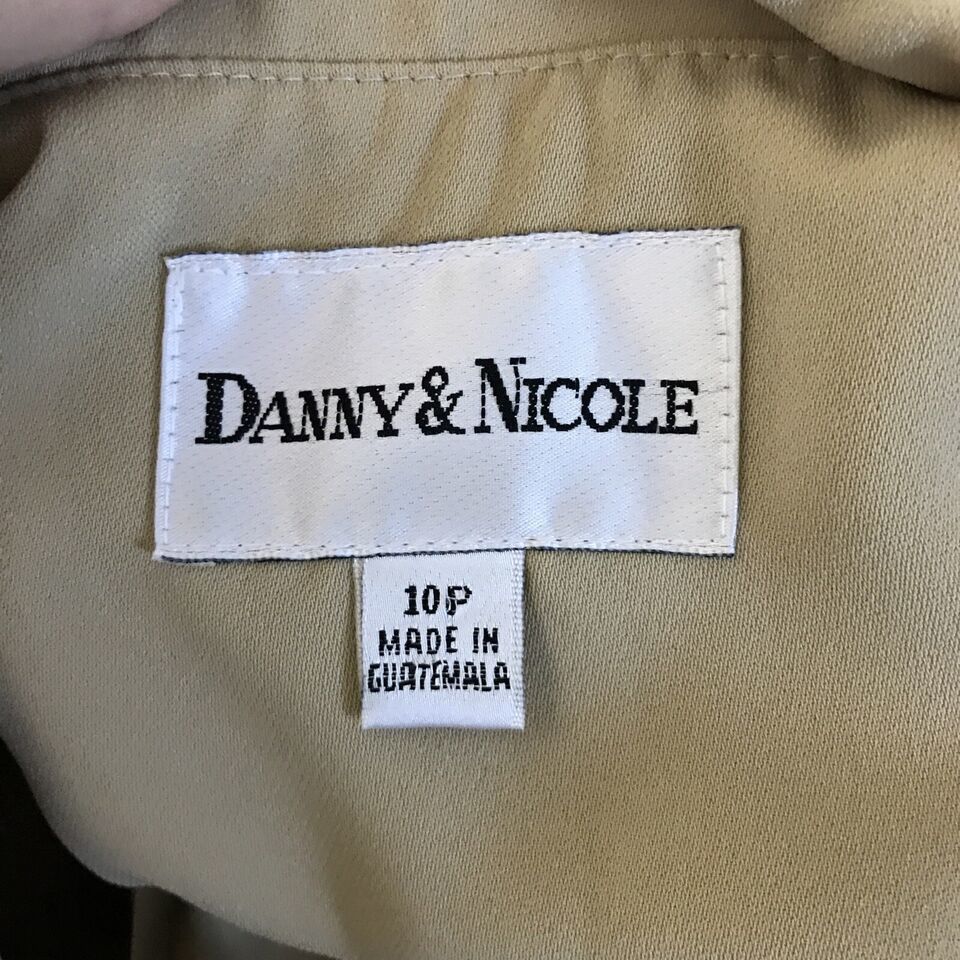 DANNY & NICOLE
10P
MADE IN
GUATEMALA